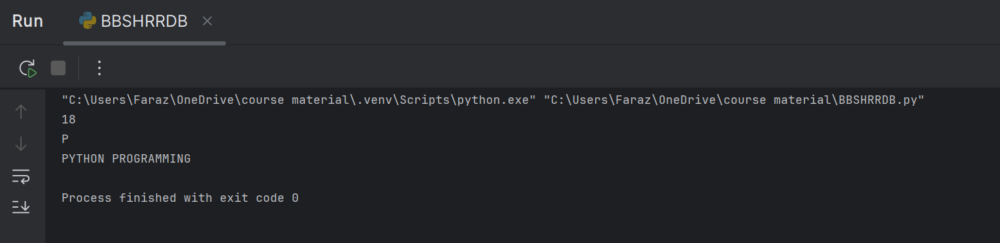 Run BBSHRRDB
"C:\Users\Faraz\OneDrive\course material\.venv\Scripts\python.exe" "C:\Users\Faraz\OneDrive\course material\BBSHRRDB.py"
18
P
PYTHON PROGRAMMING
Process finished with exit code 0